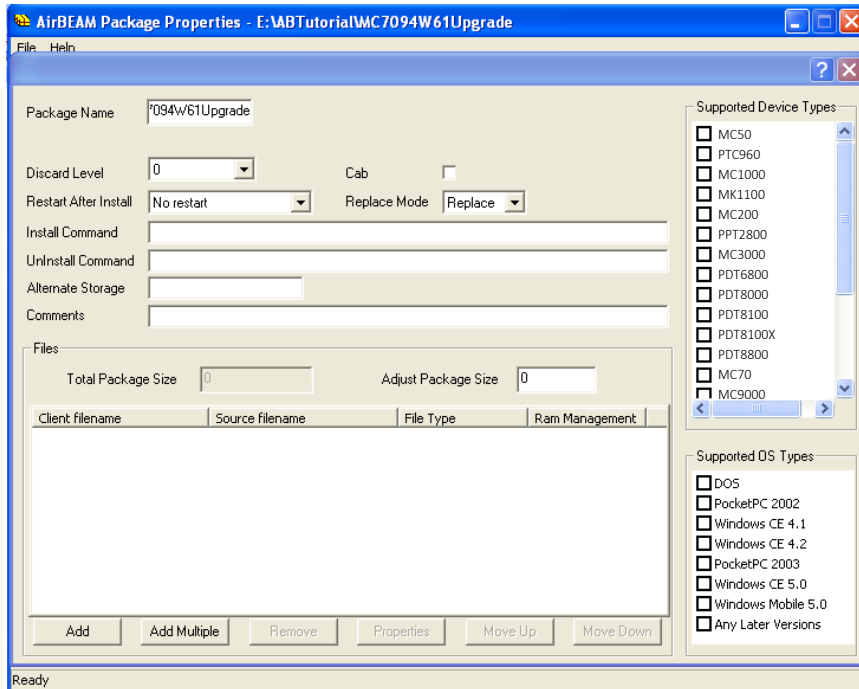 AirBEAM Package Properties - E:\ABTutorial\MC7094W61Upgrade
File Help
Package Name
7094W61Upgrade
Discard Level
0
Cab
Restart After Install
No restart
Replace Mode
Replace
Install Command
UnInstall Command
Alternate Storage
Comments
Files
Total Package Size
0
Adjust Package Size
0
Client filename
Source filename
File Type
Ram Management
Add
Add Multiple
Remove
Properties
Move Up
Move Down
Supported Device Types
MC50
PTC960
MC1000
MK1100
MC200
PPT2800
MC3000
PDT6800
PDT8000
PDT8100
PDT8100X
PDT8800
MC70
MC9000
Supported OS Types
DOS
PocketPC 2002
Windows CE 4.1
Windows CE 4.2
PocketPC 2003
Windows CE 5.0
Windows Mobile 5.0
Any Later Versions
Ready